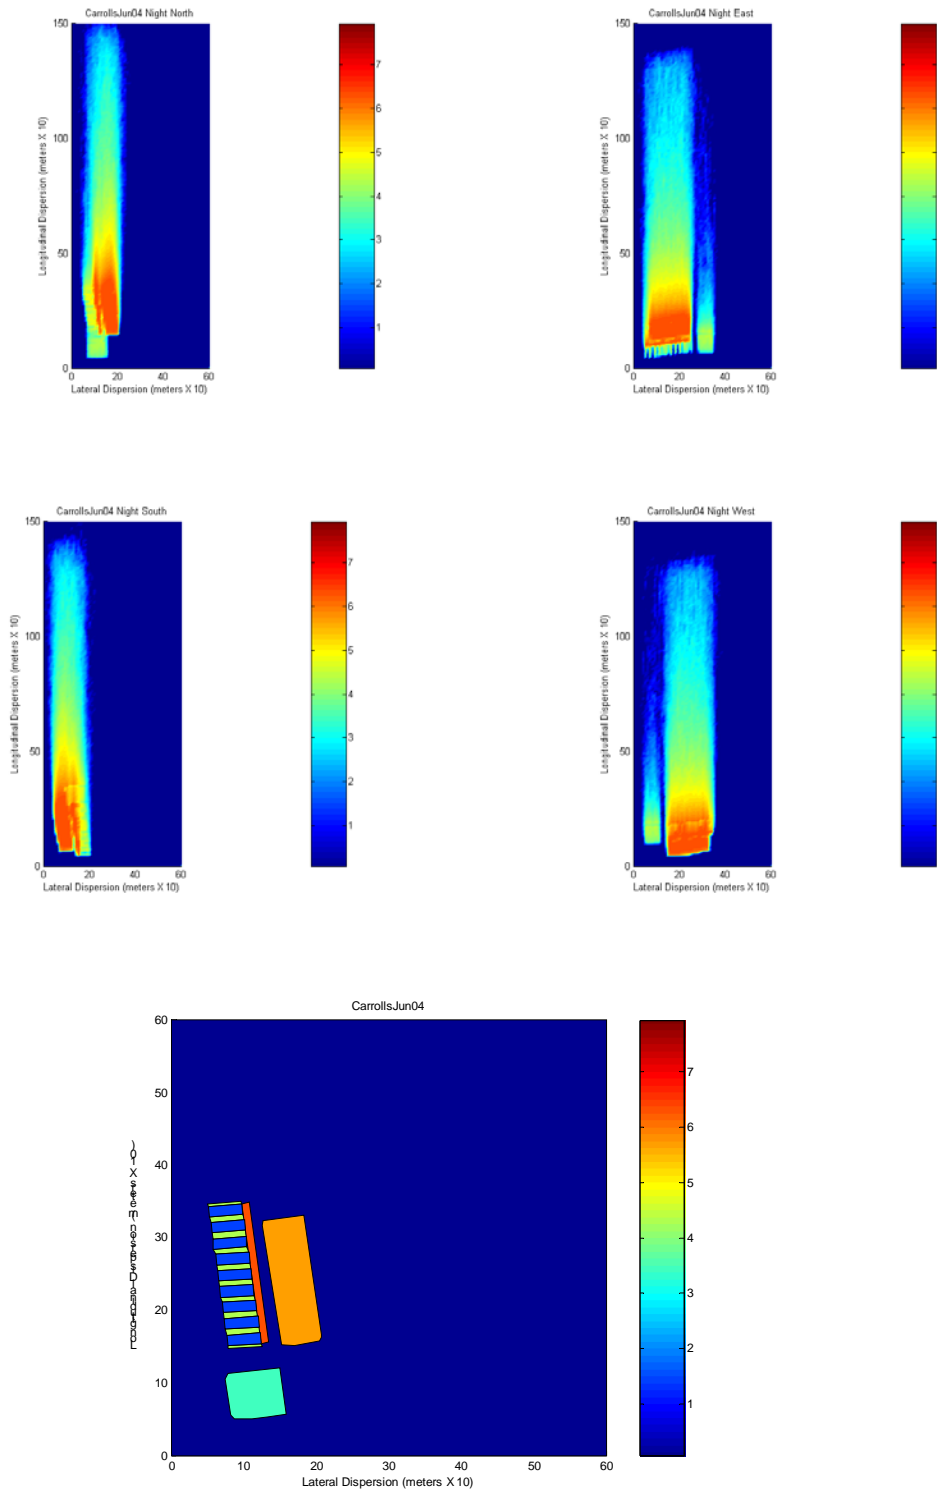 CarrollsJun04 Night North
150
100
50
0
0 20 40 60
Longitudinal Dispersion (meters X 10)
Lateral Dispersion (meters X 10)
7
6
5
4
3
2
1
CarrollsJun04 Night East
150
100
50
0
0 20 40 60
Longitudinal Dispersion (meters X 10)
Lateral Dispersion (meters X 10)
CarrollsJun04 Night South
150
100
50
0
0 20 40 60
Longitudinal Dispersion (meters X 10)
Lateral Dispersion (meters X 10)
7
6
5
4
3
2
1
CarrollsJun04 Night West
150
100
50
0
0 20 40 60
Longitudinal Dispersion (meters X 10)
Lateral Dispersion (meters X 10)
CarrollsJun04
60
50
40
30
20
10
0
0 10 20 30 40 50 60
Longitudinal Dispersion (meters X 10)
Lateral Dispersion (meters X 10)
7
6
5
4
3
2
1